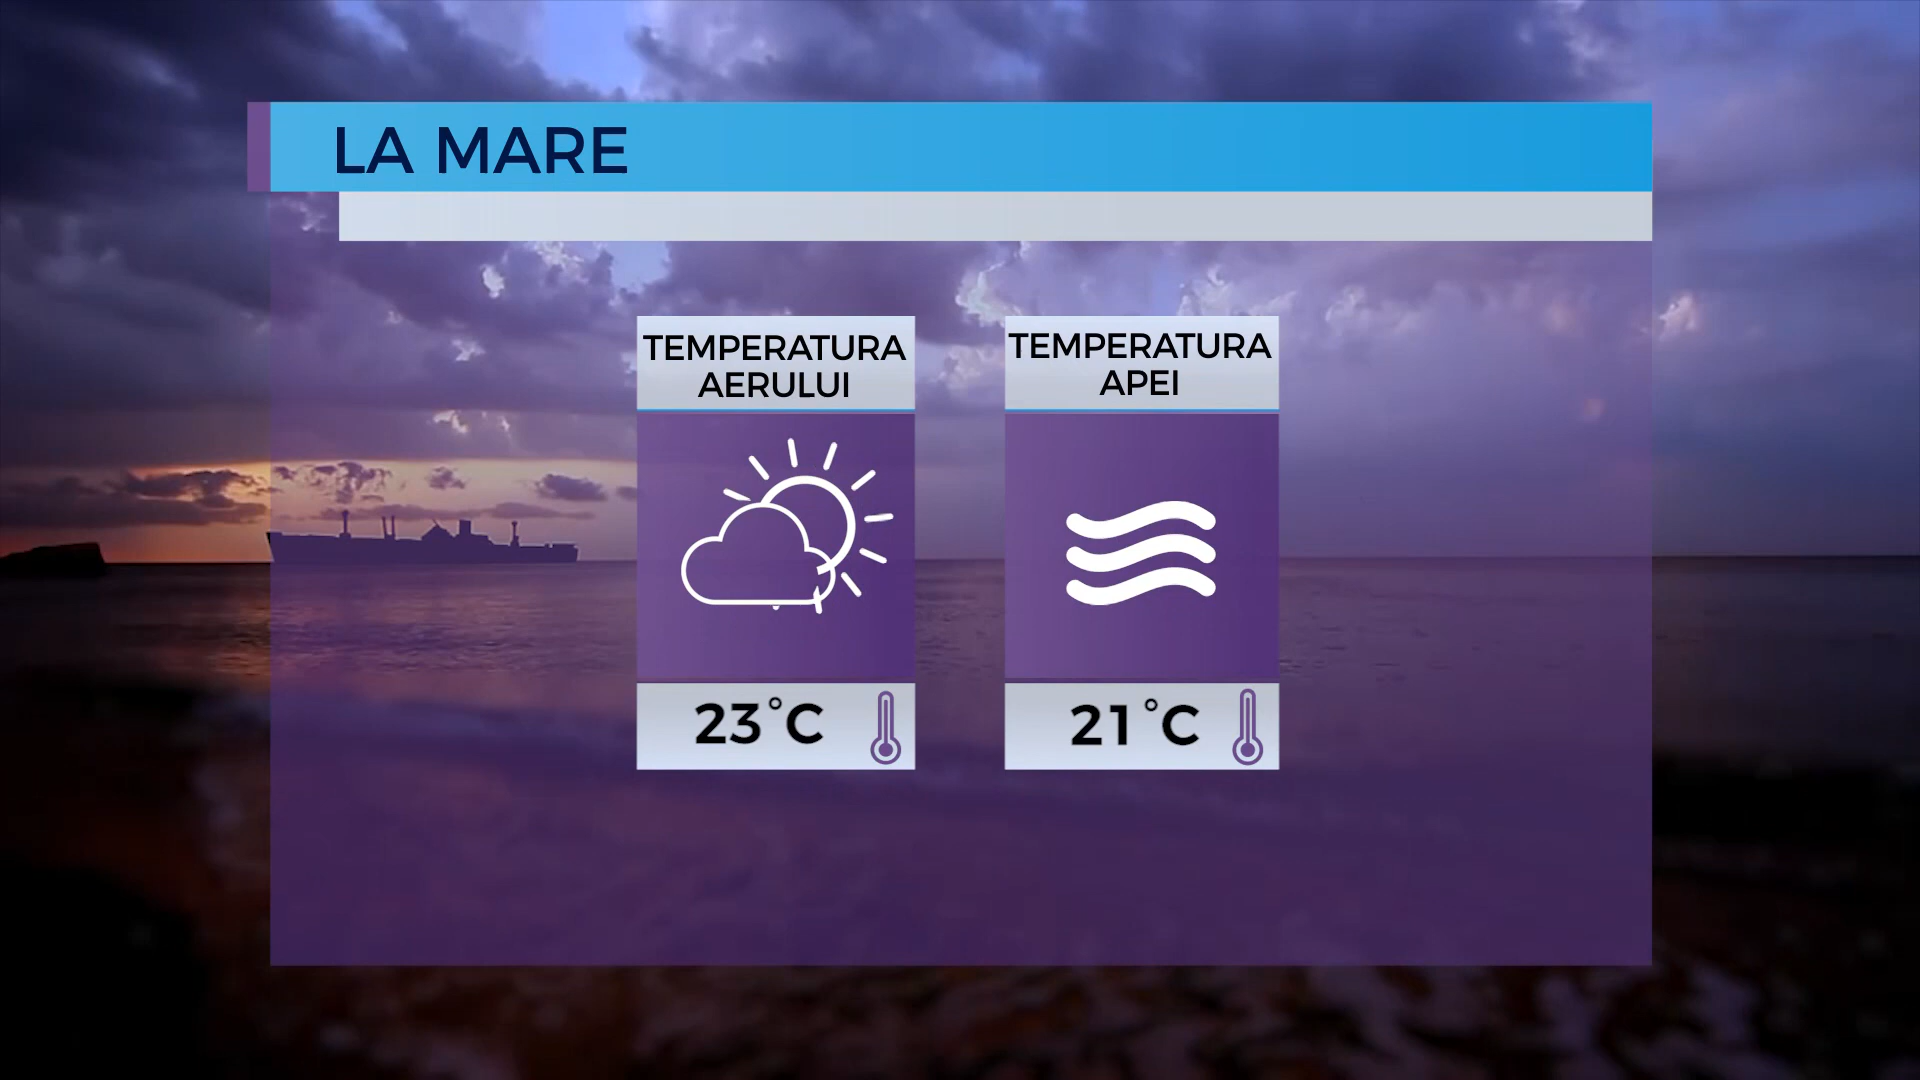 LA MARE
TEMPERATURA
AERULUI
TEMPERATURA
APEI
23°C
21°C